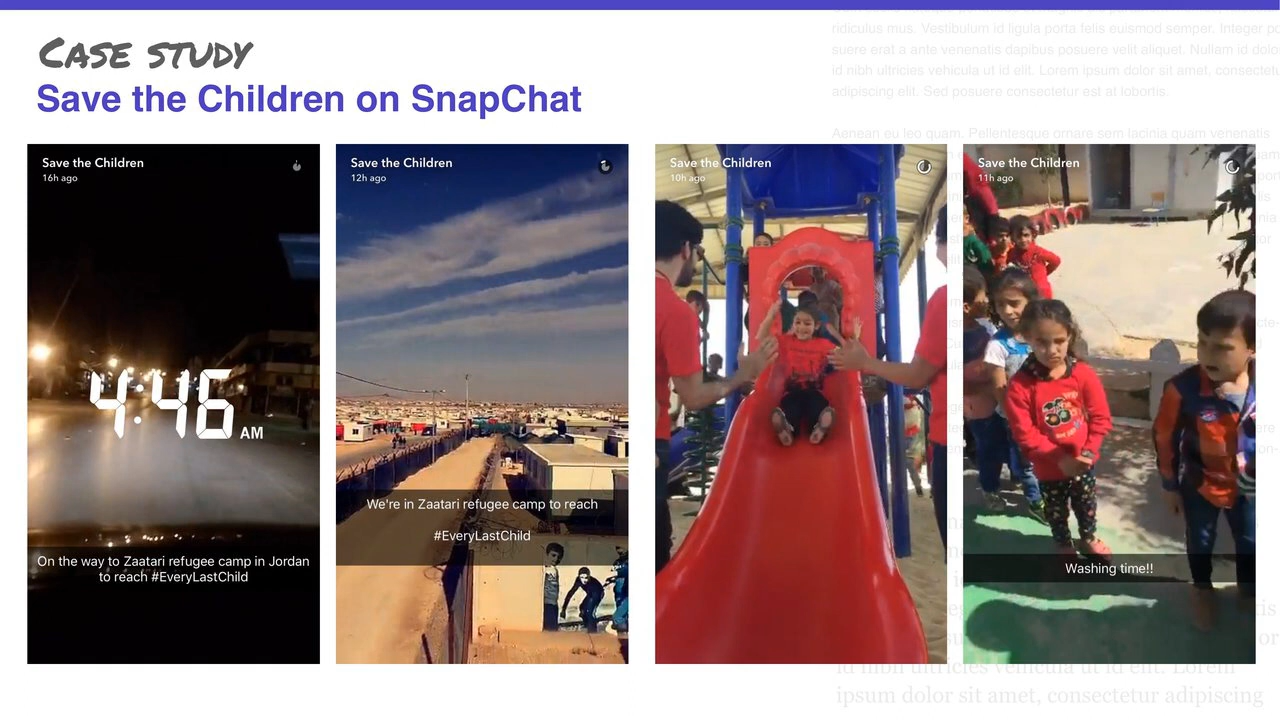 CASE STUDY
Save the Children on SnapChat
Save the Children
16h ago
4:46 AM
On the way to Zaatari refugee camp in Jordan
to reach #EveryLastChild
Save the Children
12h ago
We're in Zaatari refugee camp to reach
#EveryLastChild
Save the Children
10h ago
Save the Children
11h ago
Washing time!!
ridiculus mus. Vestibulum id ligula porta felis euismod semper. Integer po
suere erat a ante venenatis dapibus posuere velit aliquet. Nullam id dolo
id nibh ultricies vehicula ut id elit. Lorem ipsum dolor sit amet, consectetu
adipiscing elit. Sed posuere consectetur est at lobortis.
Aenean eu leo quam. Pellentesque ornare sem lacinia quam venenatis
id nibh ultricies vehicula ut id elit. Lorem
ipsum dolor sit amet, consectetur adipiscing